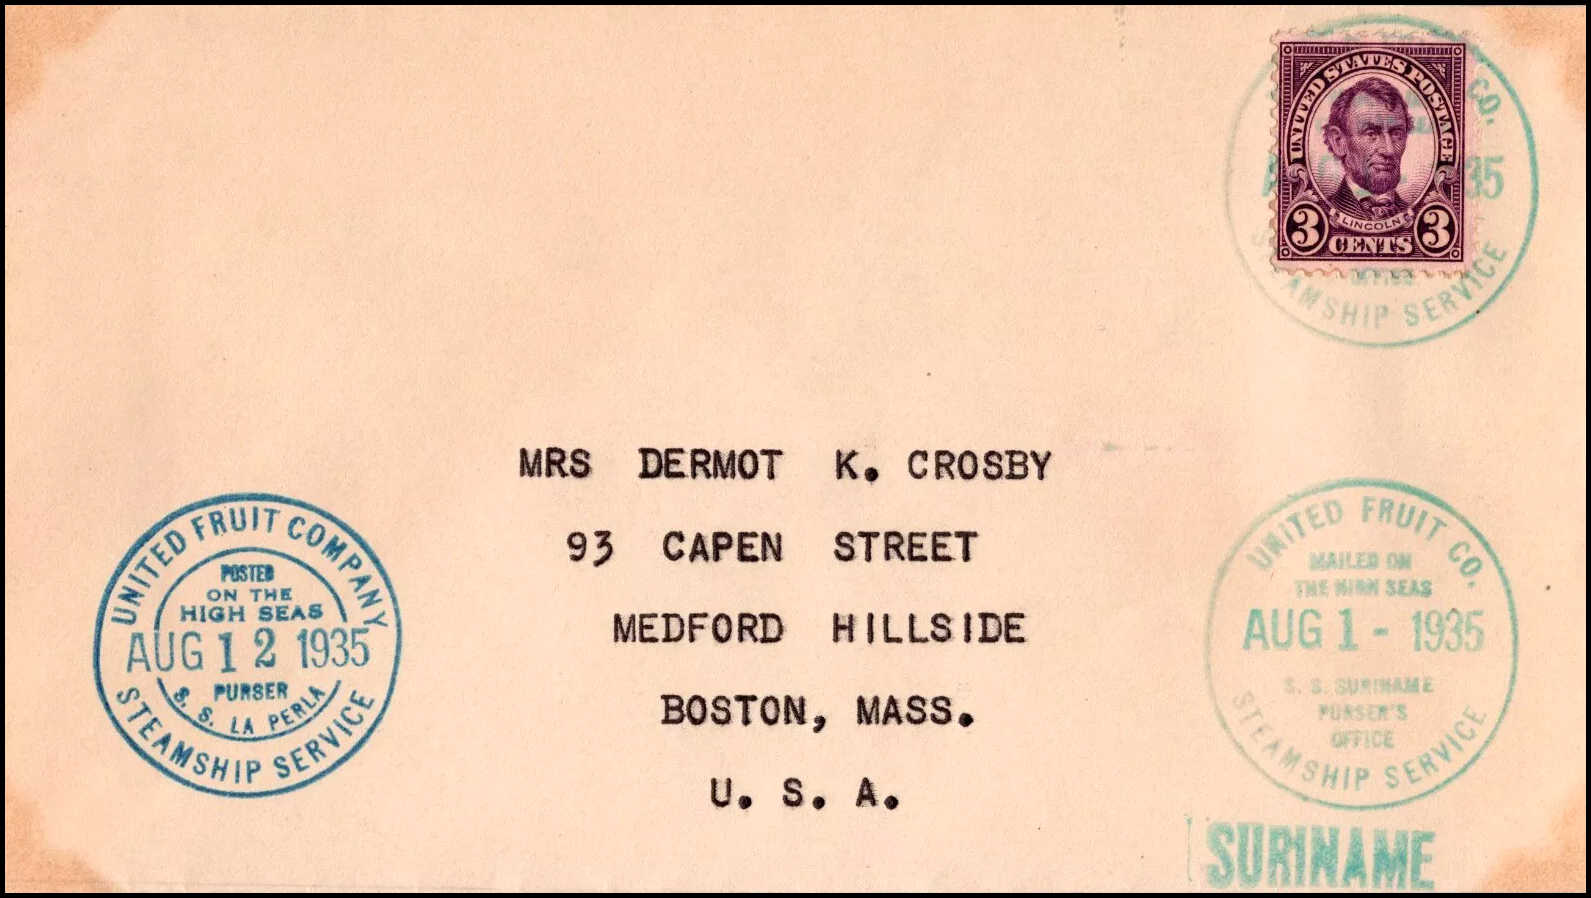 UNITED STATES POSTAGE
LINCOLN
3 CENTS 3
CO.
35
OFFICE
STEAMSHIP SERVICE
MRS DERMOT K. CROSBY
93 CAPEN STREET
MEDFORD HILLSIDE
BOSTON, MASS.
U. S. A.
UNITED FRUIT COMPANY
POSTED
ON THE
HIGH SEAS
AUG 12 1935
PURSER
S. S. LA PERLA
STEAMSHIP SERVICE
UNITED FRUIT CO.
MAILED ON
THE HIGH SEAS
AUG 1 - 1935
S. S. SURINAME
PURSER'S
OFFICE
STEAMSHIP SERVICE
SURINAME